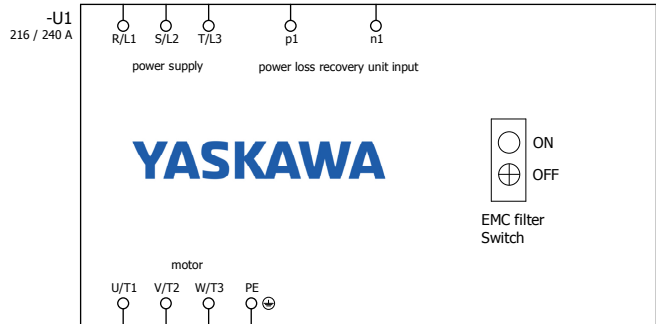 -U1
216 / 240 A
R/L1 S/L2 T/L3 p1 n1
power supply power loss recovery unit input
YASKAWA
ON
OFF
EMC filter
Switch
motor
U/T1 V/T2 W/T3 PE